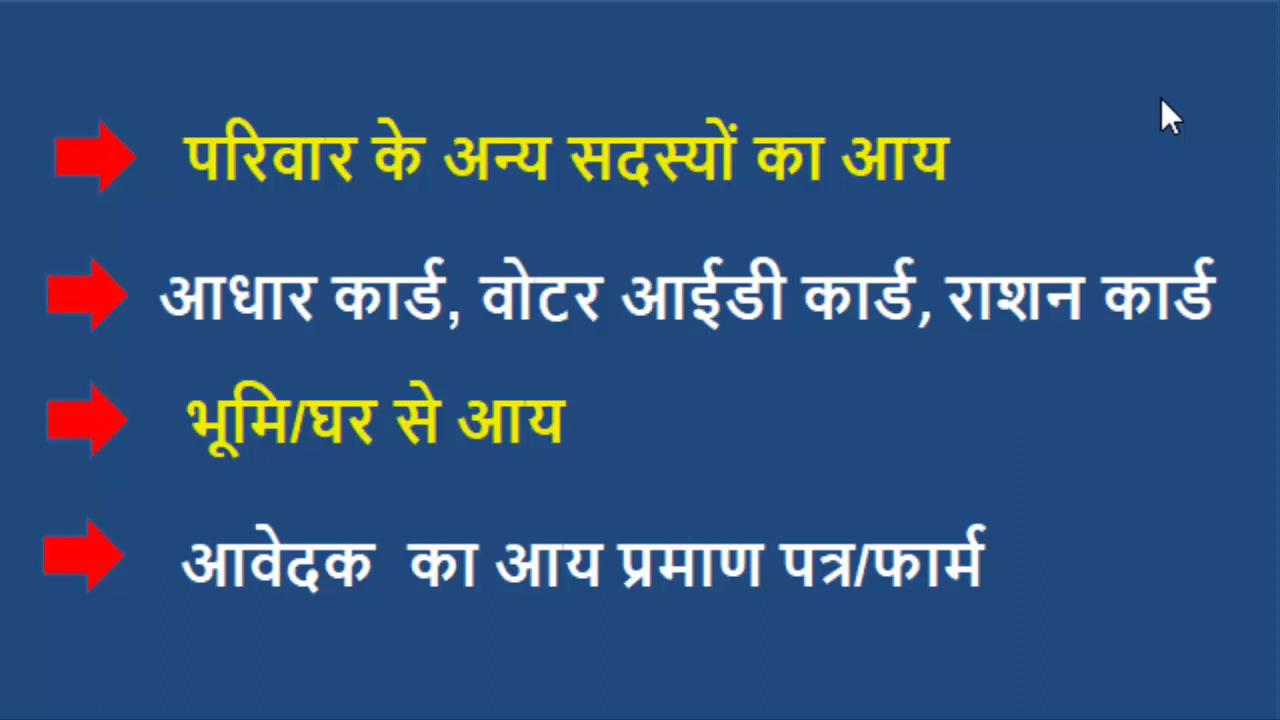 परिवार के अन्य सदस्यों का आय
आधार कार्ड, वोटर आईडी कार्ड, राशन कार्ड
भूमि/घर से आय
आवेदक का आय प्रमाण पत्र/फार्म